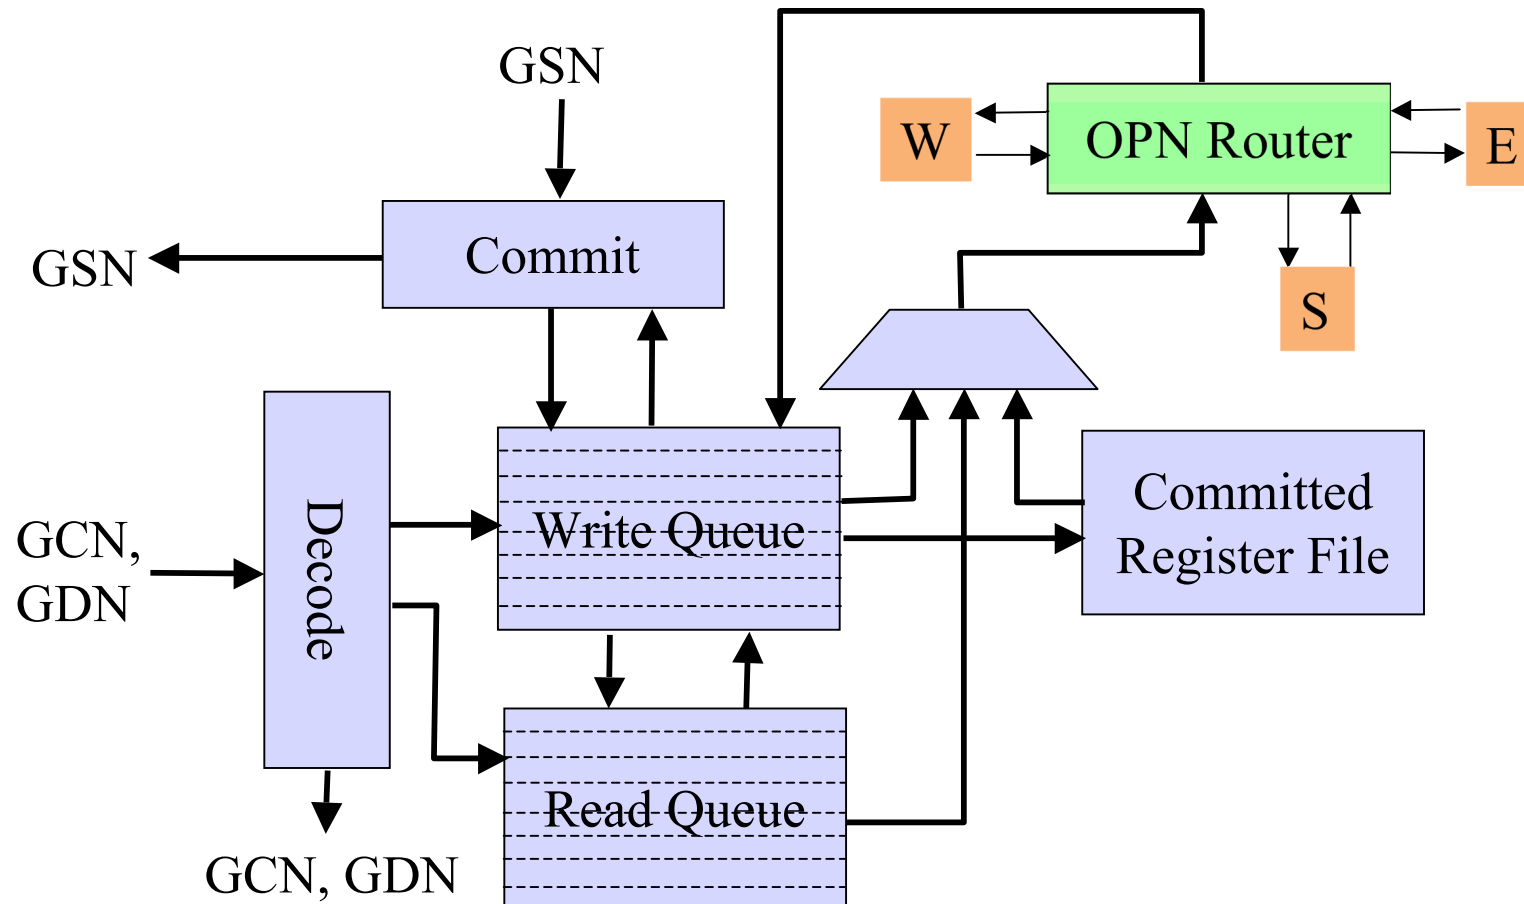 GSN
OPN Router
W
E
GSN
Commit
S
Decode
GCN,
GDN
Write Queue
Committed
Register File
Read Queue
GCN, GDN